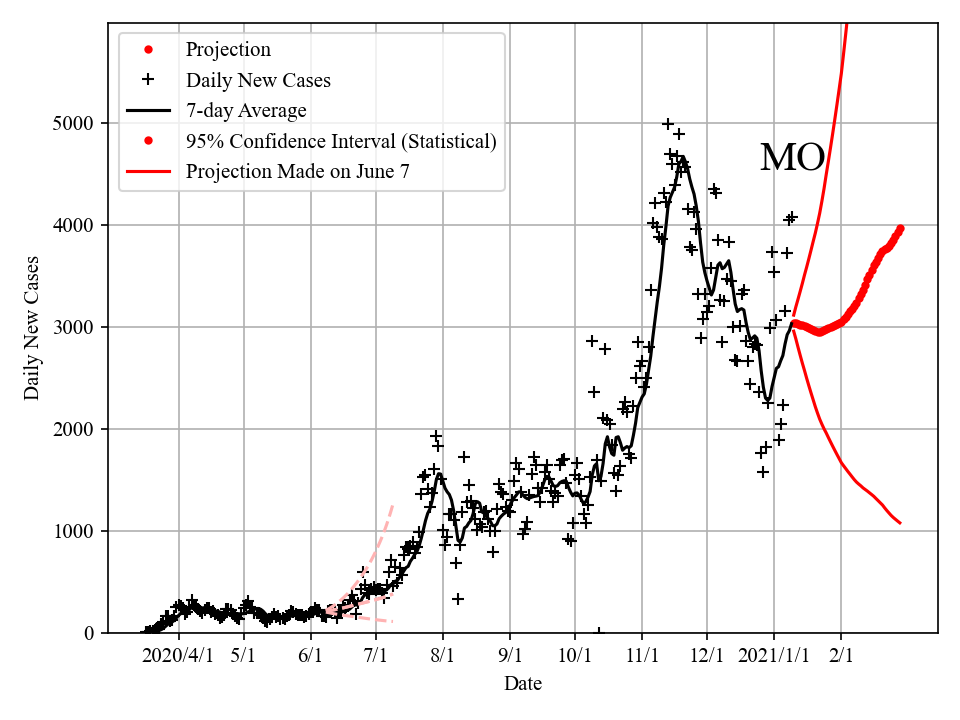 Projection
Daily New Cases
7-day Average
95% Confidence Interval (Statistical)
Projection Made on June 7
MO
Daily New Cases
5000
4000
3000
2000
1000
0
2020/4/1 5/1 6/1 7/1 8/1 9/1 10/1 11/1 12/1 2021/1/1 2/1
Date